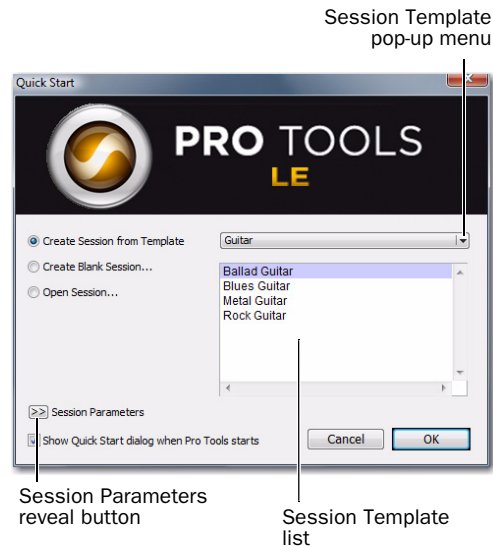 Session Template
pop-up menu
Quick Start
PRO TOOLS
LE
Create Session from Template
Guitar
Create Blank Session...
Open Session...
Ballad Guitar
Blues Guitar
Metal Guitar
Rock Guitar
>> Session Parameters
Show Quick Start dialog when Pro Tools starts
Cancel
OK
Session Parameters
reveal button
Session Template
list